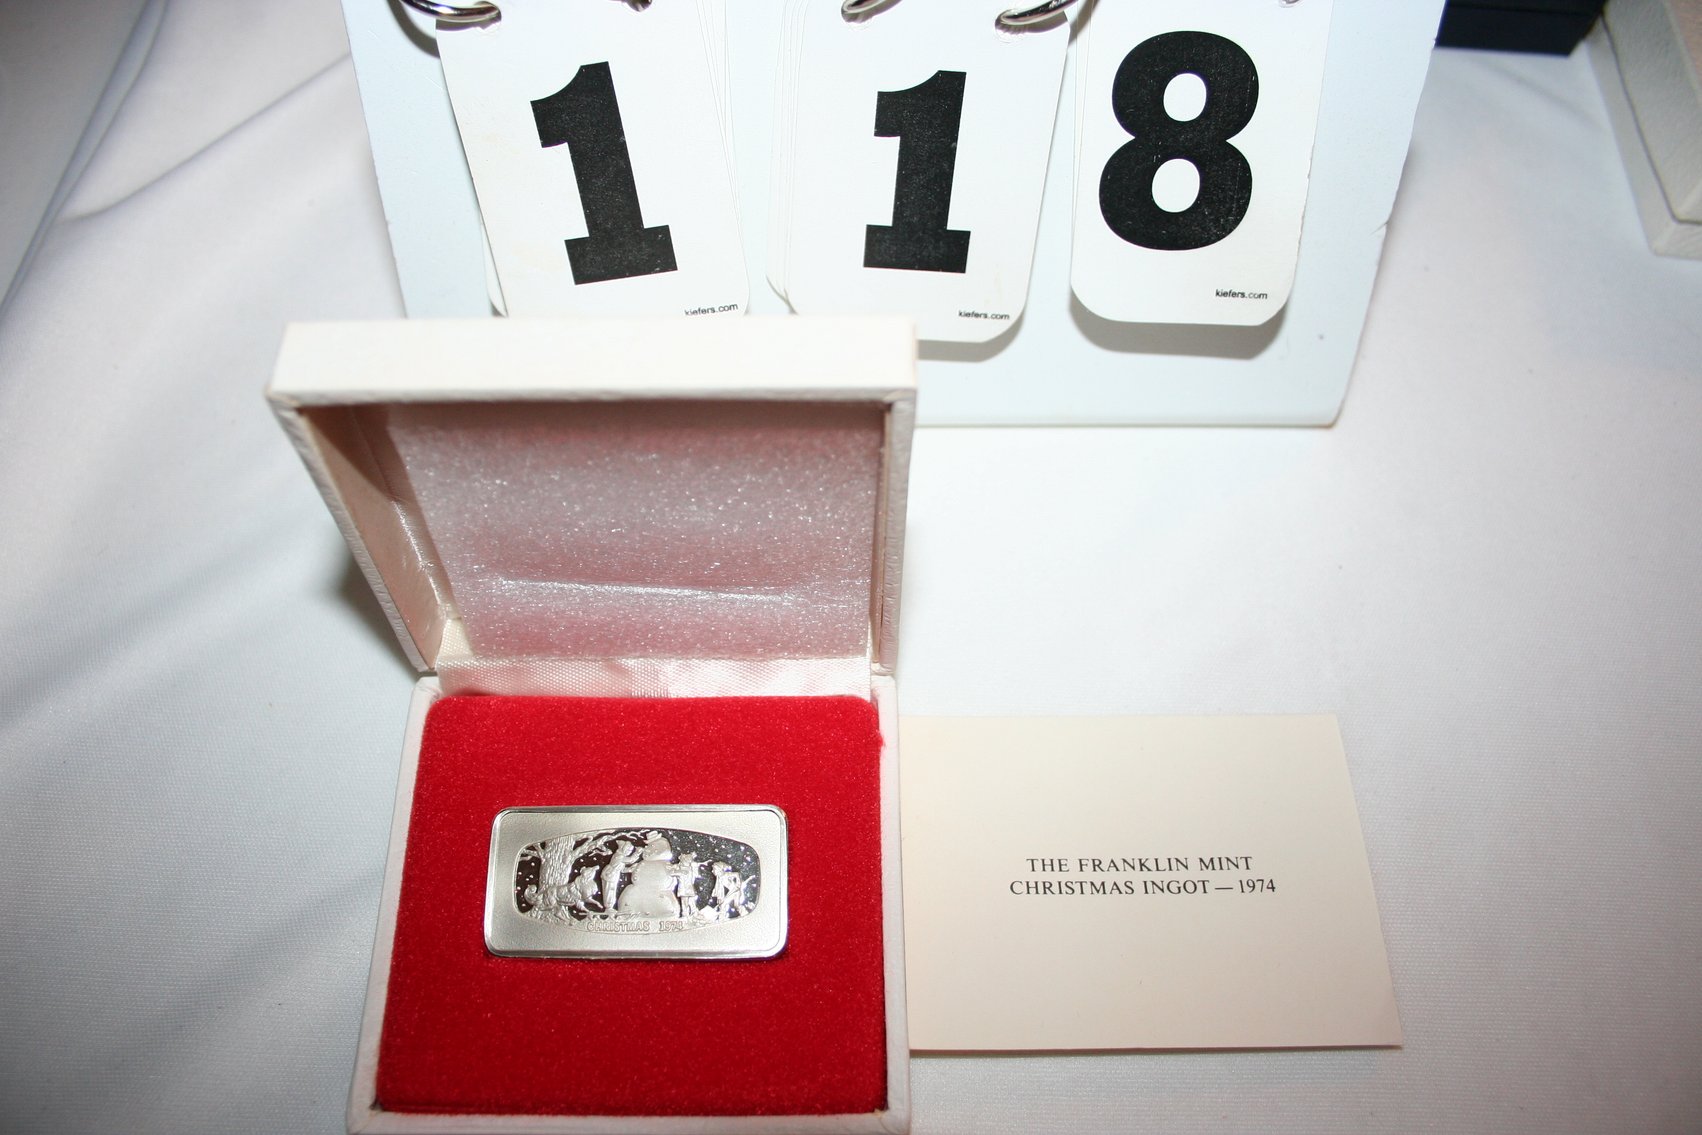 1 1 8
kiefers.com kiefers.com kiefers.com
CHRISTMAS 1974
THE FRANKLIN MINT
CHRISTMAS INGOT — 1974